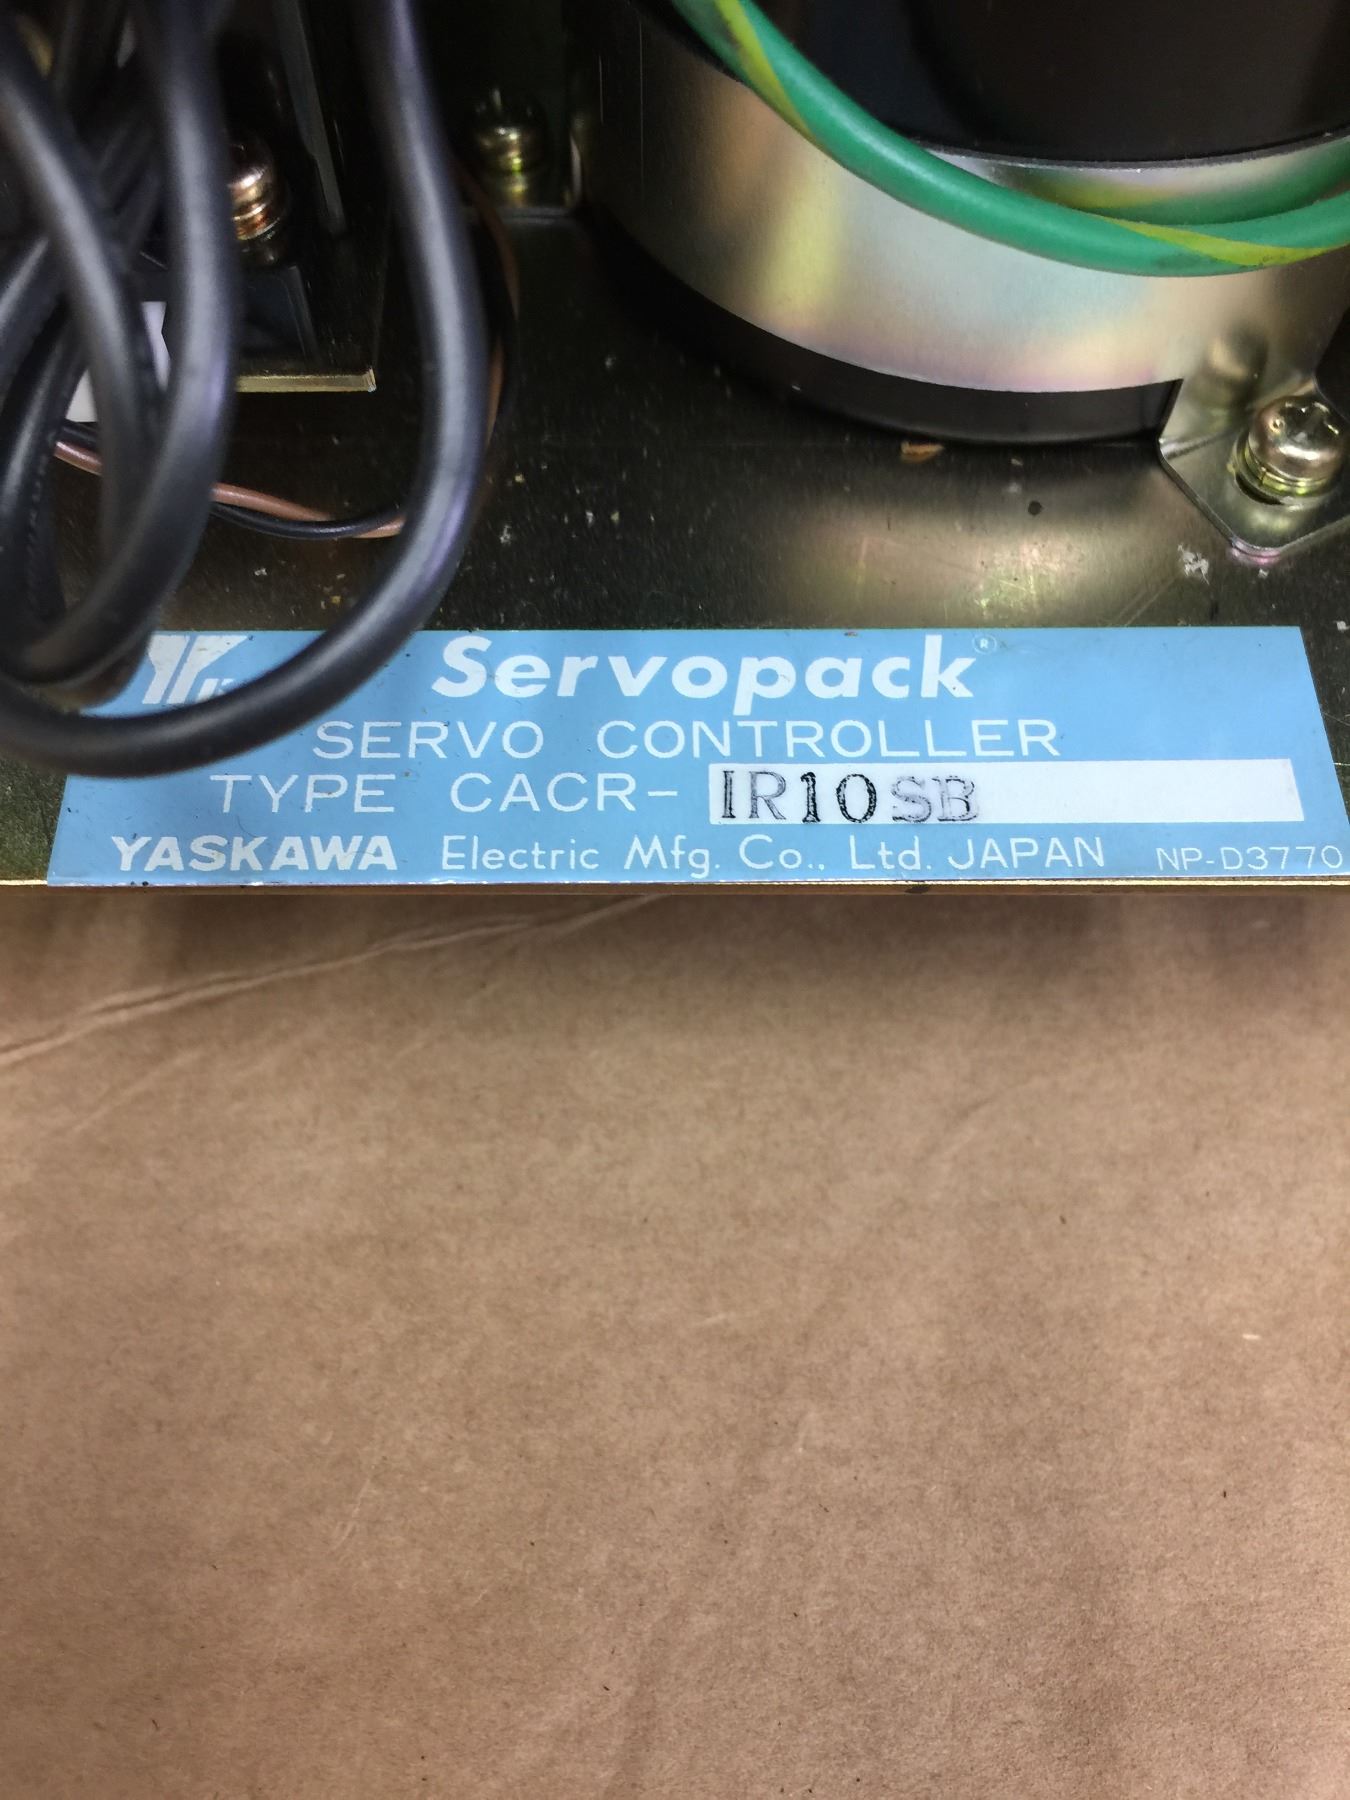 Servopack®
SERVO CONTROLLER
TYPE CACR- IR10SB
YASKAWA Electric Mfg. Co., Ltd. JAPAN NP-D3770